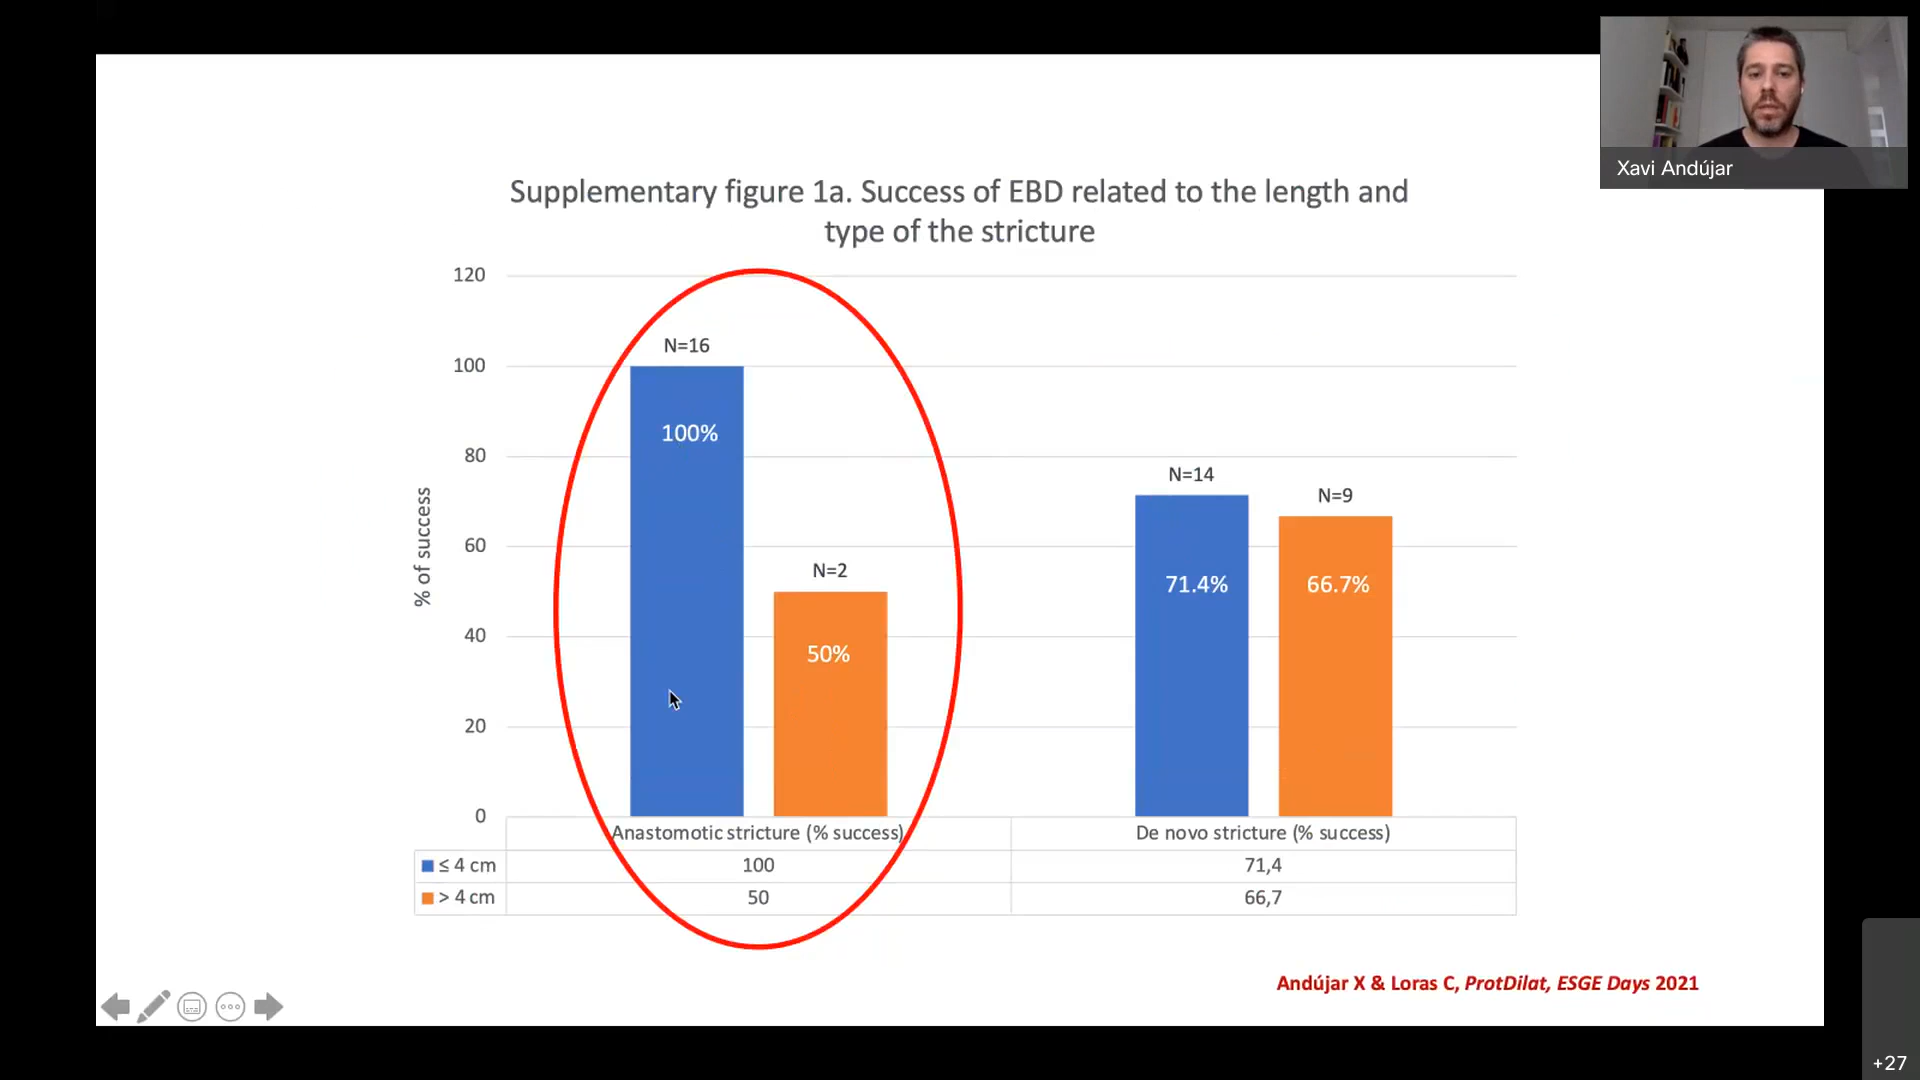 Xavi Andújar
Supplementary figure 1a. Success of EBD related to the length and
type of the stricture
120
100
80
60
40
20
0
% of success
N=16
100%
N=2
50%
N=14
71.4%
N=9
66.7%
Anastomotic stricture (% success) De novo stricture (% success)
≤ 4 cm 100 71,4
> 4 cm 50 66,7
Andújar X & Loras C, ProtDilat, ESGE Days 2021
+27